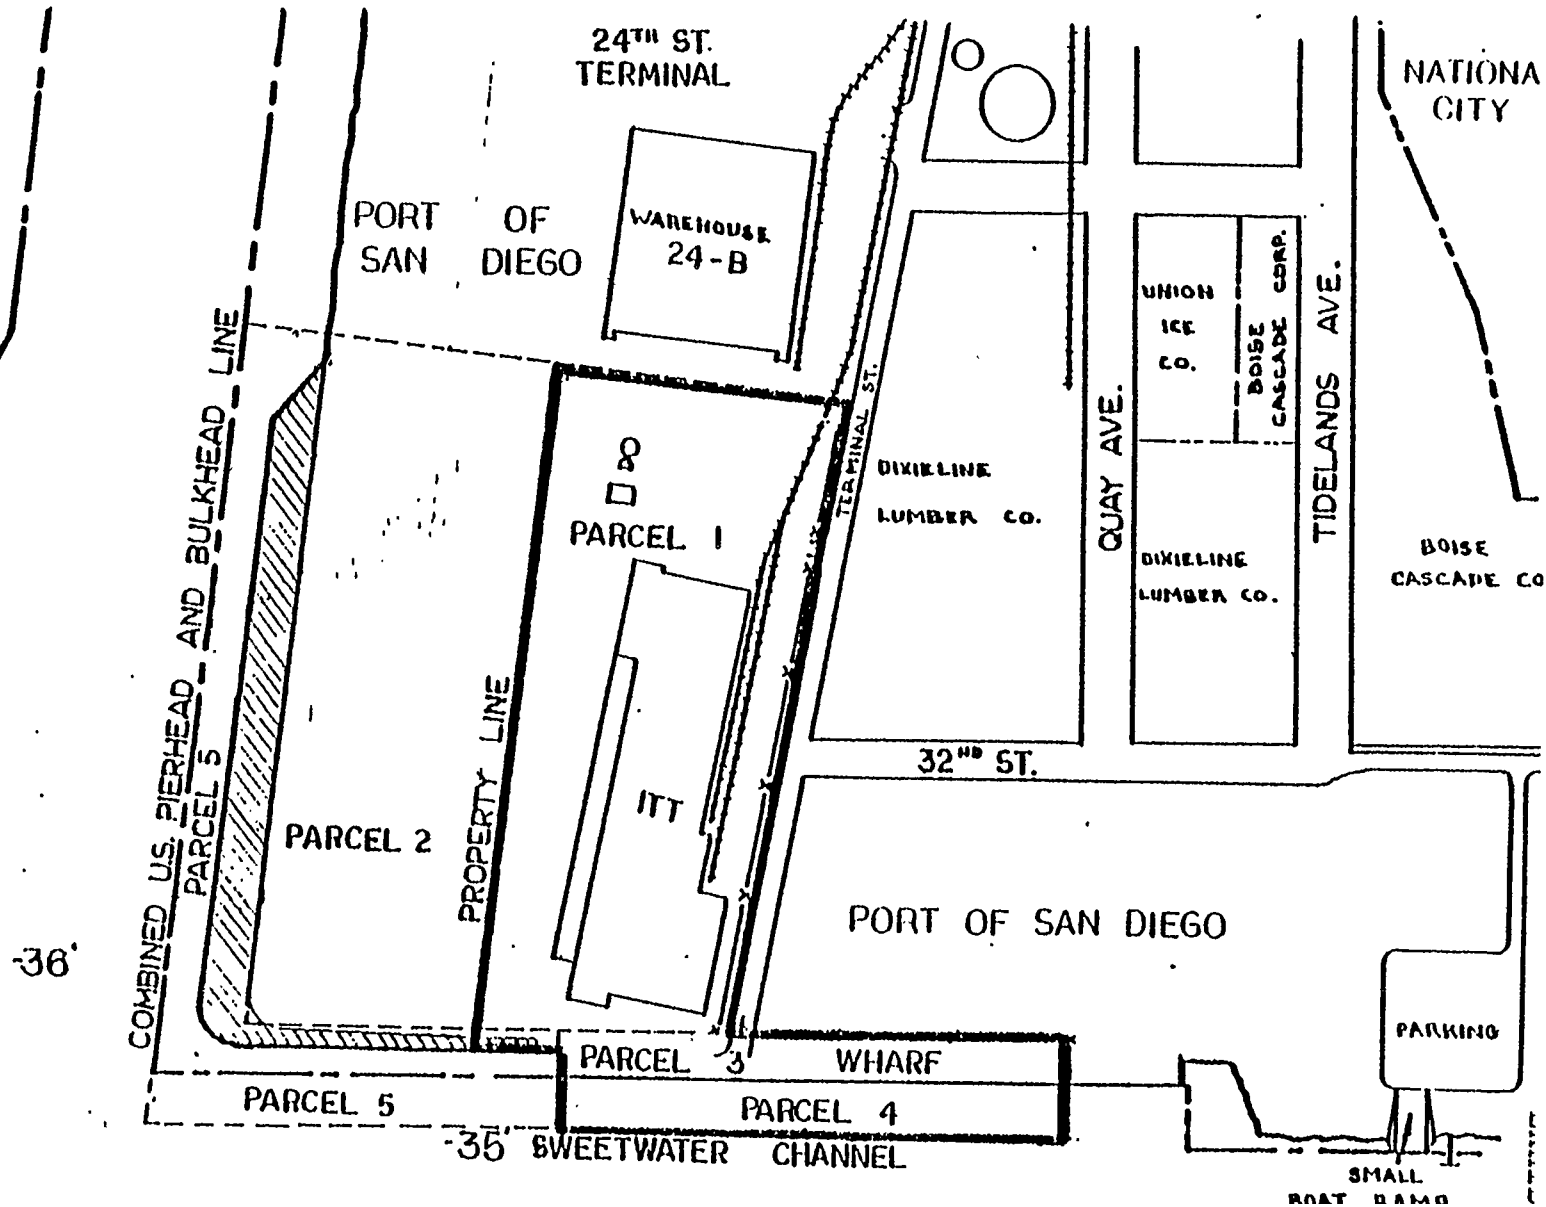 24TH ST.
TERMINAL
NATIONA
CITY
PORT OF
SAN DIEGO
WAREHOUSE
24-B
UNION
ICE
CO.
BOISE
CASCADE CORP.
TIDELANDS AVE.
QUAY AVE.
TERMINAL ST.
COMBINED U.S. PIERHEAD AND BULKHEAD LINE
PARCEL 5
DIXIELINE
LUMBER CO.
PARCEL 1
DIXIELINE
LUMBER CO.
BOISE
CASCADE CO
PROPERTY LINE
32ND ST.
ITT
PARCEL 2
PORT OF SAN DIEGO
-36'
PARKING
PARCEL 3 WHARF
PARCEL 5
PARCEL 4
-35' SWEETWATER CHANNEL
SMALL
BOAT RAMP